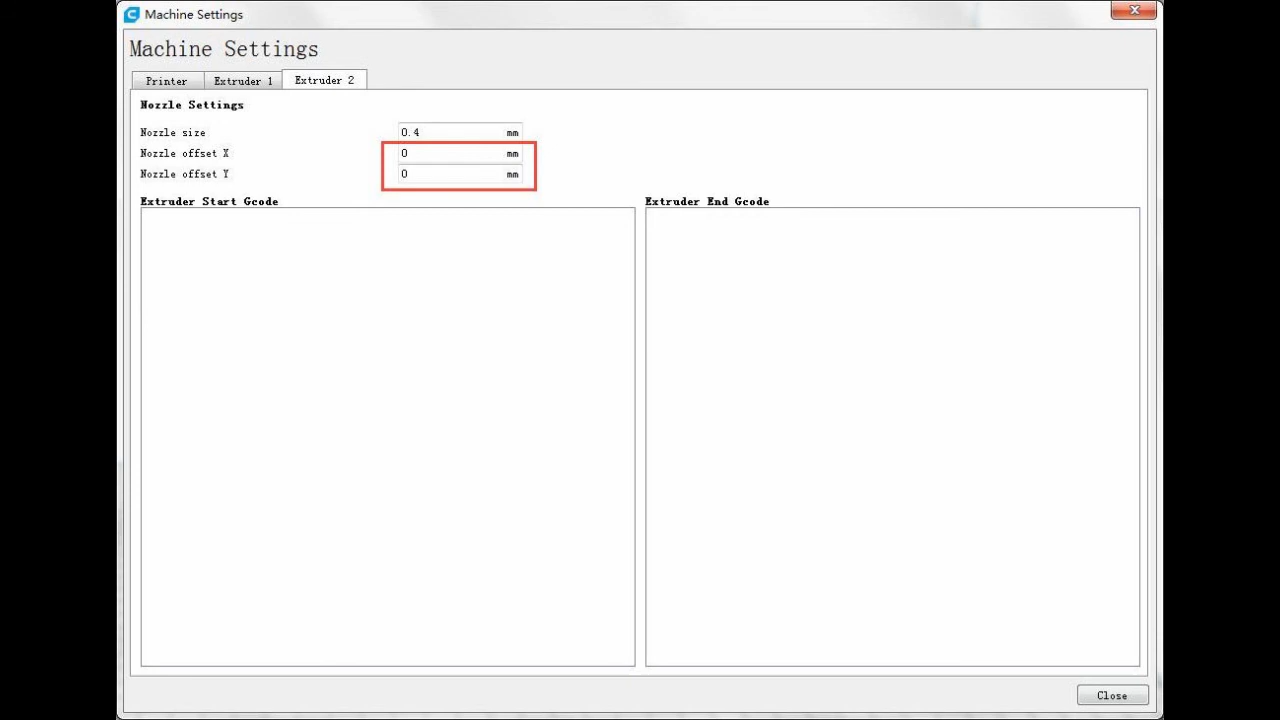 Machine Settings
Machine Settings
Printer Extruder 1 Extruder 2
Nozzle Settings
Nozzle size 0.4 mm
Nozzle offset X 0 mm
Nozzle offset Y 0 mm
Extruder Start Gcode Extruder End Gcode
Close